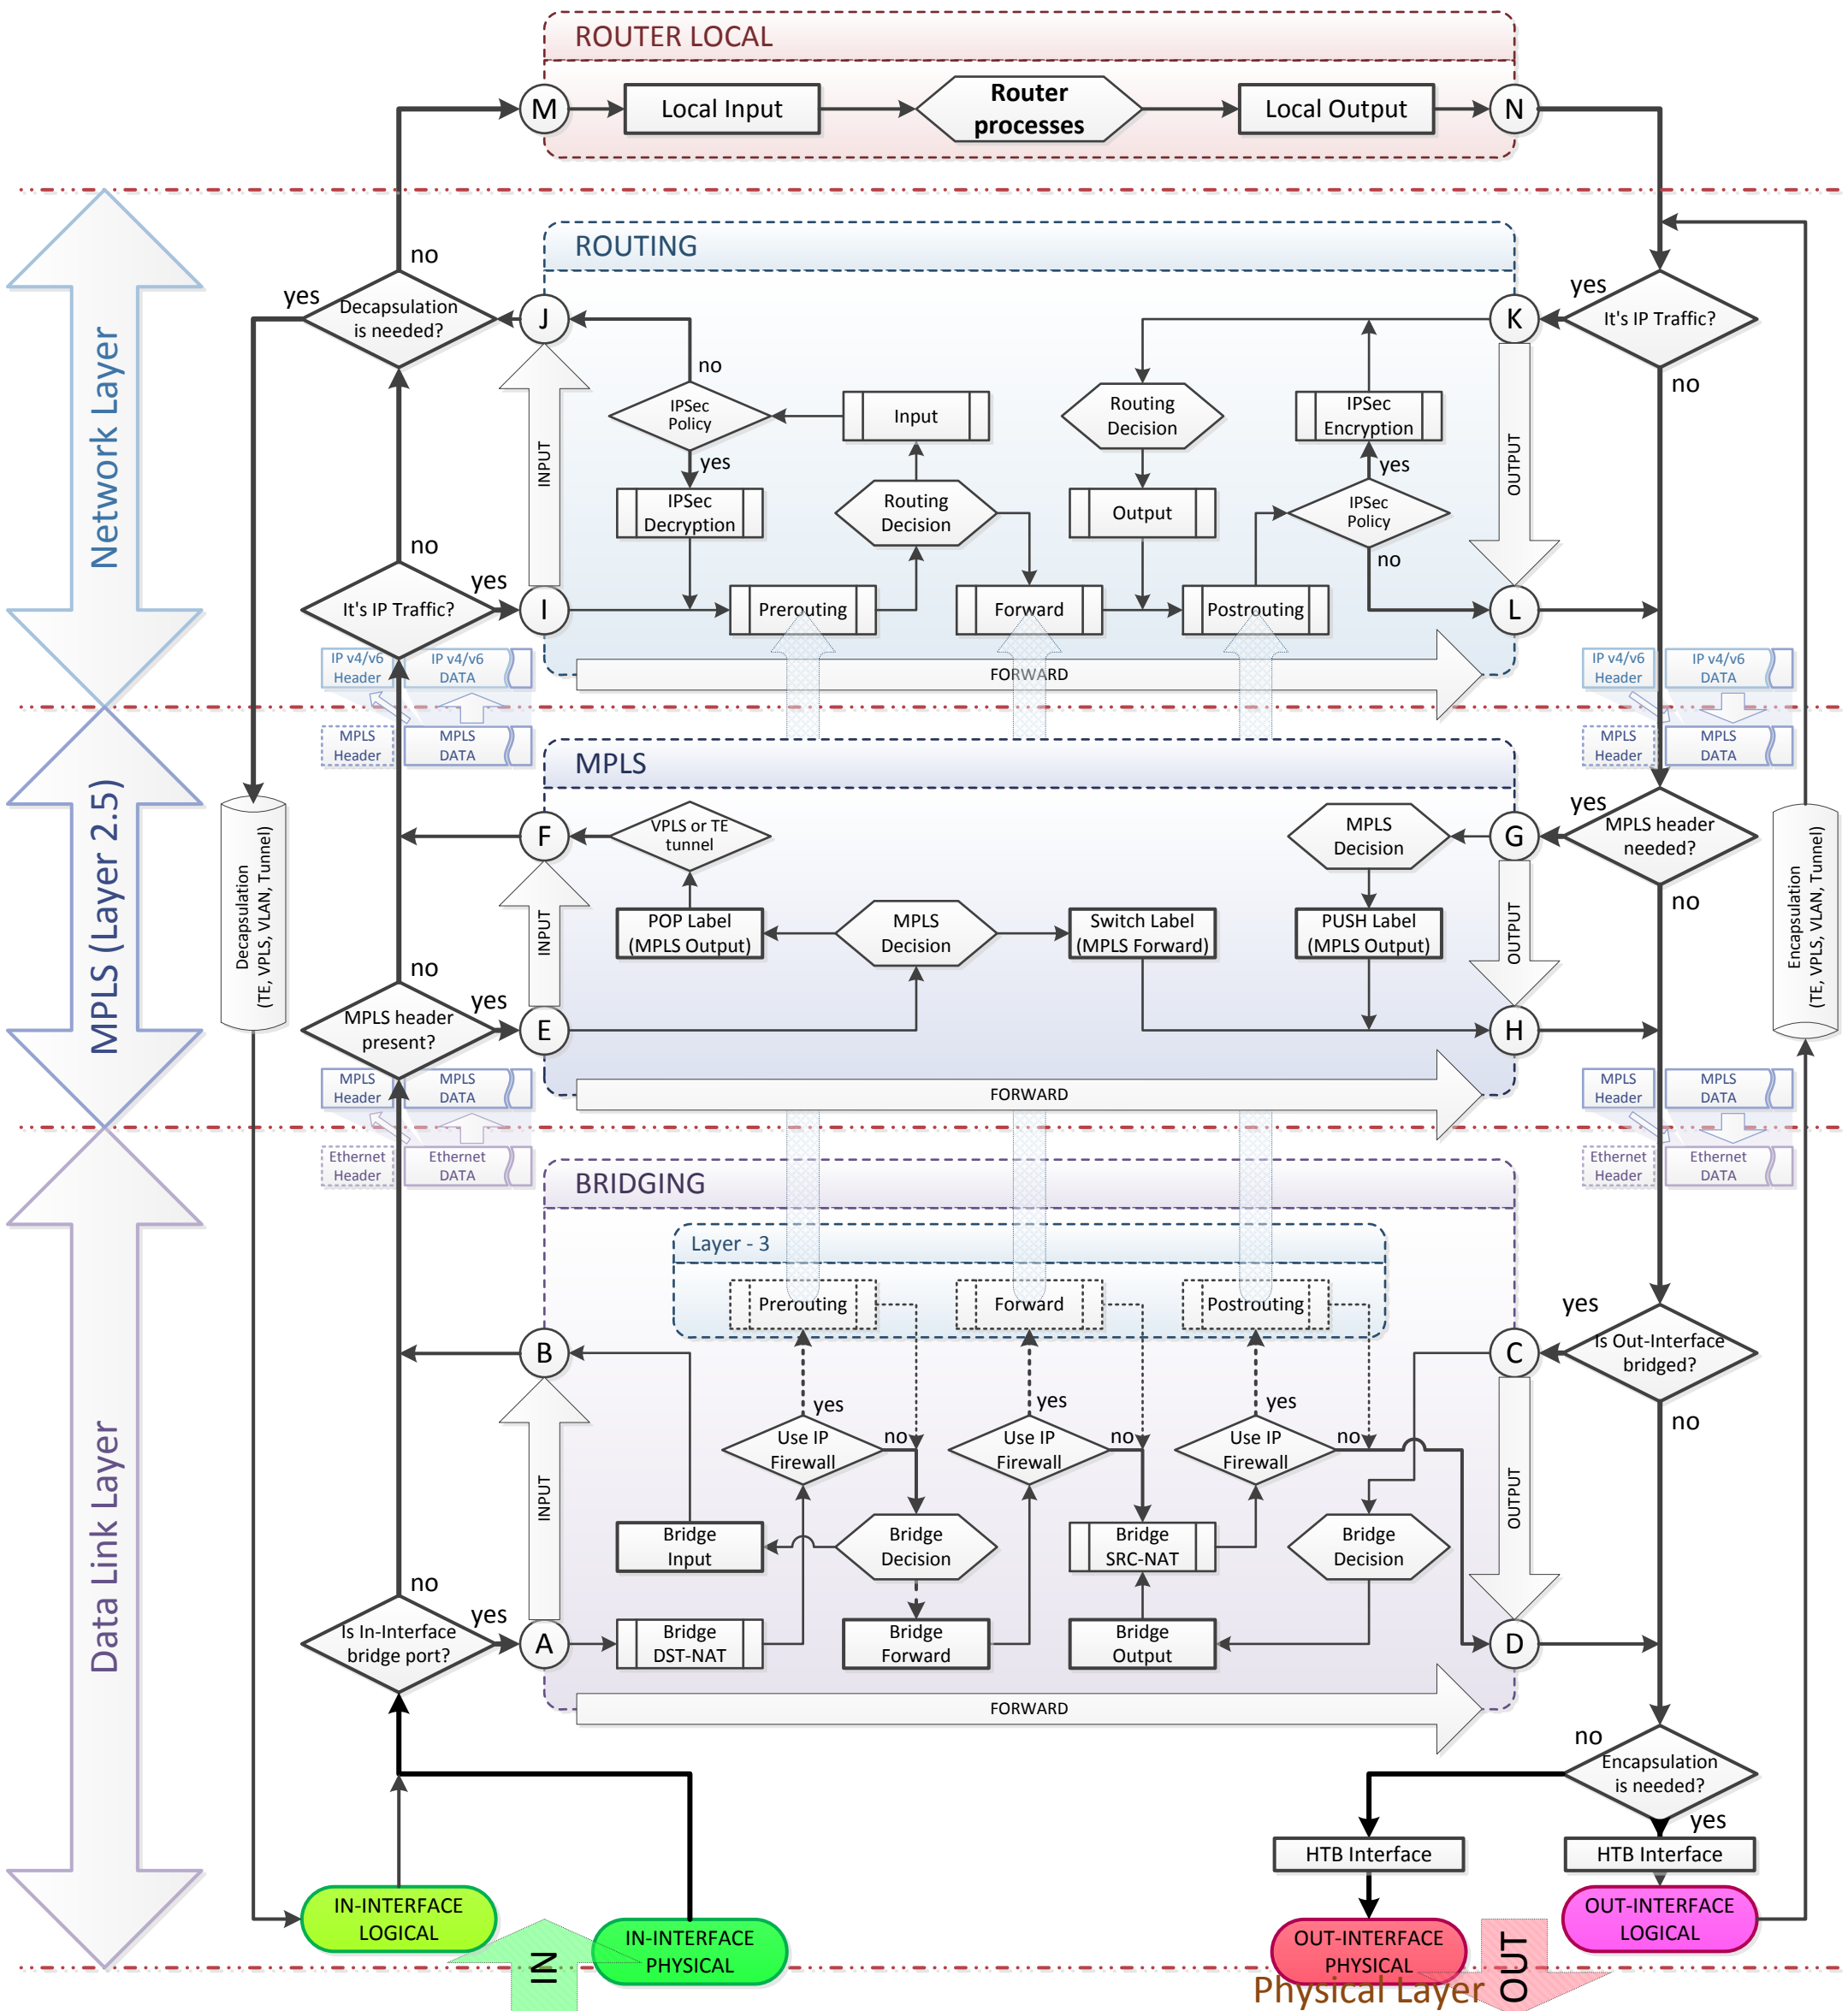 ROUTER LOCAL
M
Local Input
Router
processes
Local Output
N
Network Layer
ROUTING
no
yes
Decapsulation
is needed?
J
K
yes
It's IP Traffic?
no
no
IPSec
Policy
yes
Input
Routing
Decision
IPSec
Encryption
yes
INPUT
OUTPUT
IPSec
Decryption
Routing
Decision
Output
IPSec
Policy
no
no
yes
It's IP Traffic?
I
Prerouting
Forward
Postrouting
L
FORWARD
IP v4/v6
Header
IP v4/v6
DATA
IP v4/v6
Header
IP v4/v6
DATA
MPLS
Header
MPLS
DATA
MPLS
Header
MPLS
DATA
MPLS (Layer 2.5)
MPLS
Decapsulation
(TE, VPLS, VLAN, Tunnel)
F
VPLS or TE
tunnel
MPLS
Decision
G
yes
MPLS header
needed?
no
Encapsulation
(TE, VPLS, VLAN, Tunnel)
INPUT
POP Label
(MPLS Output)
MPLS
Decision
Switch Label
(MPLS Forward)
PUSH Label
(MPLS Output)
OUTPUT
no
yes
MPLS header
present?
E
H
FORWARD
MPLS
Header
MPLS
DATA
MPLS
Header
MPLS
DATA
Ethernet
Header
Ethernet
DATA
Ethernet
Header
Ethernet
DATA
Data Link Layer
BRIDGING
Layer - 3
Prerouting
Forward
Postrouting
B
C
yes
Is Out-Interface
bridged?
no
yes
yes
yes
Use IP
Firewall
no
Use IP
Firewall
no
Use IP
Firewall
no
INPUT
OUTPUT
Bridge
Input
Bridge
Decision
Bridge
SRC-NAT
Bridge
Decision
no
yes
Is In-Interface
bridge port?
A
Bridge
DST-NAT
Bridge
Forward
Bridge
Output
D
FORWARD
no
Encapsulation
is needed?
yes
HTB Interface
HTB Interface
IN-INTERFACE
LOGICAL
IN
IN-INTERFACE
PHYSICAL
OUT-INTERFACE
PHYSICAL
OUT
OUT-INTERFACE
LOGICAL
Physical Layer